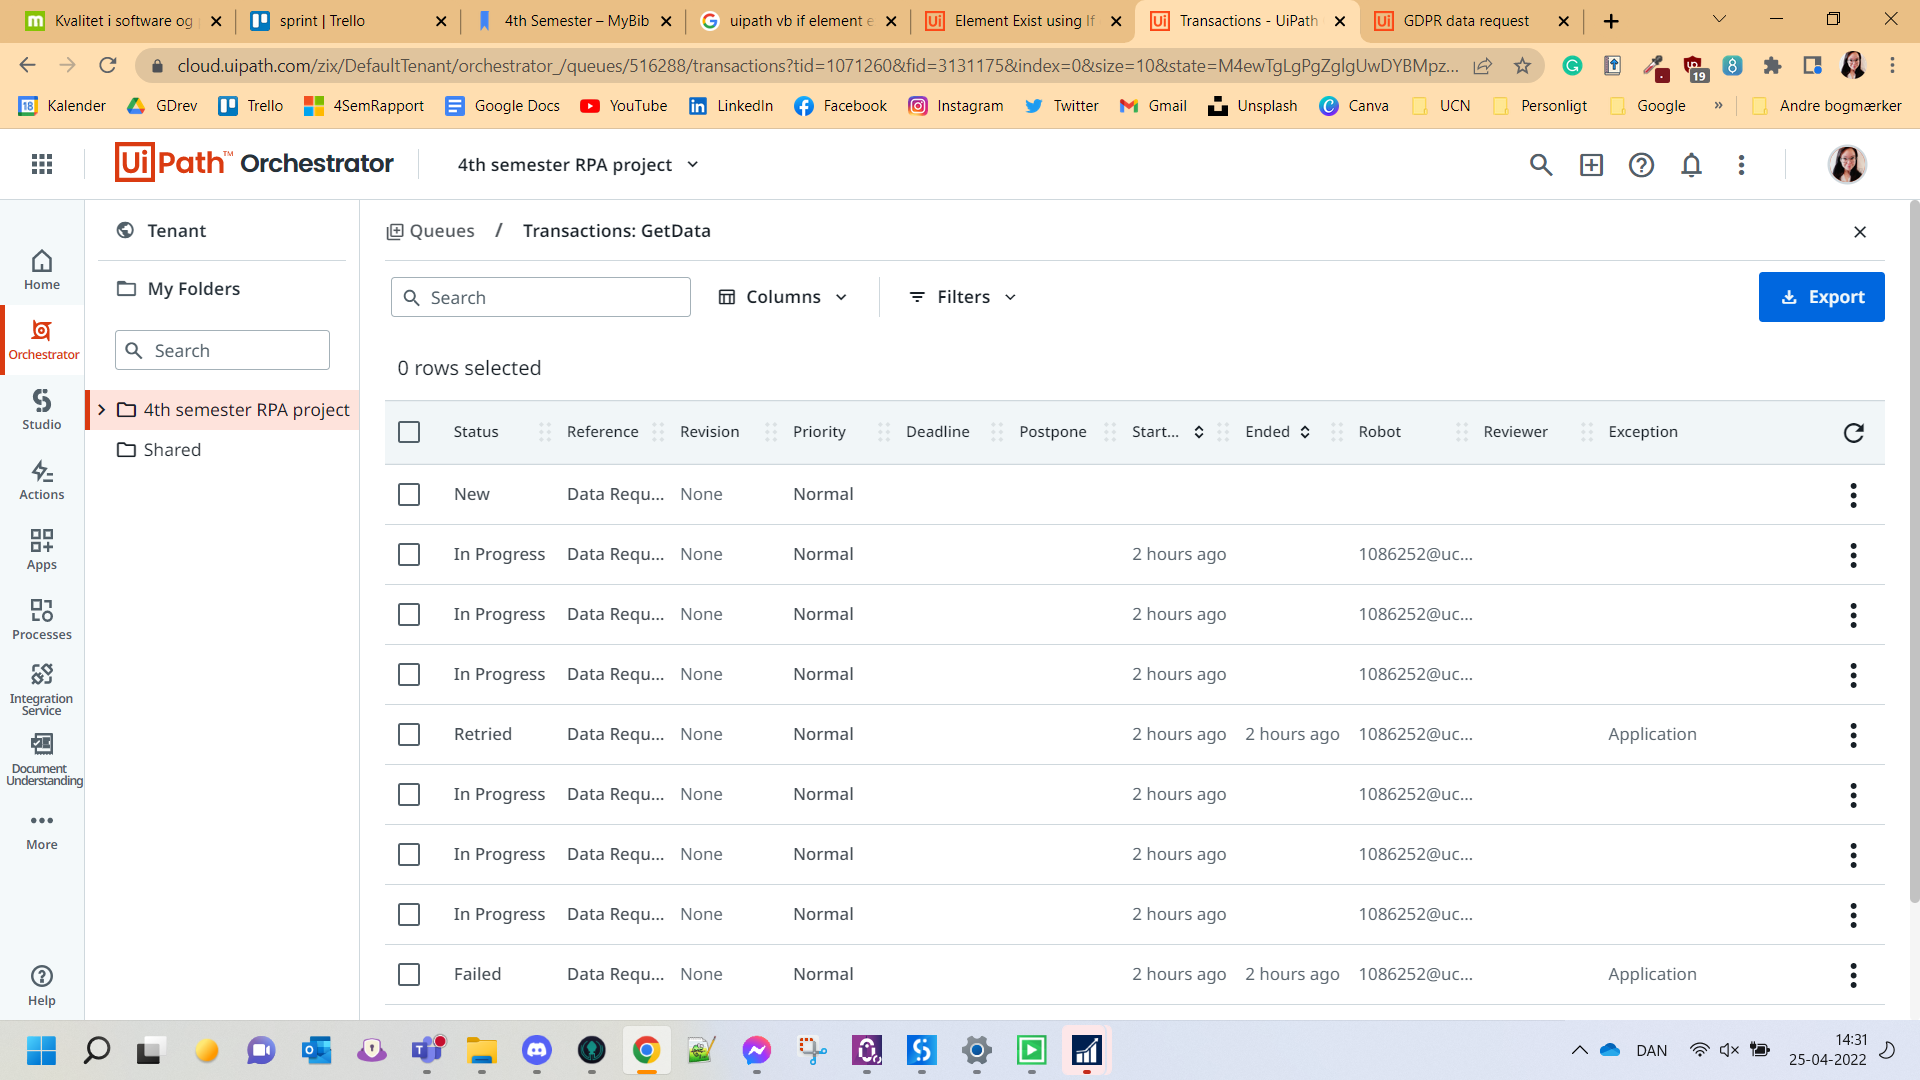 Kvalitet i software og
sprint | Trello
4th Semester – MyBib
uipath vb if element e
Element Exist using If
Transactions - UiPath
GDPR data request
cloud.uipath.com/zix/DefaultTenant/orchestrator_/queues/516288/transactions?tid=1071260&fid=3131175&index=0&size=10&state=M4ewTgLgPgZglgUwDYBMpz...
19
Kalender
GDrev
Trello
4SemRapport
Google Docs
YouTube
LinkedIn
Facebook
Instagram
Twitter
Gmail
Unsplash
Canva
UCN
Personligt
Google
»
Andre bogmærker
UiPath™ Orchestrator
4th semester RPA project
Home
Orchestrator
Studio
Actions
Apps
Processes
Integration
Service
Document
Understanding
More
Help
Tenant
My Folders
Search
4th semester RPA project
Shared
Queues / Transactions: GetData
Search
Columns
Filters
Export
0 rows selected
Status Reference Revision Priority Deadline Postpone Start... Ended Robot Reviewer Exception
New Data Requ... None Normal
In Progress Data Requ... None Normal 2 hours ago 1086252@uc...
In Progress Data Requ... None Normal 2 hours ago 1086252@uc...
In Progress Data Requ... None Normal 2 hours ago 1086252@uc...
Retried Data Requ... None Normal 2 hours ago 2 hours ago 1086252@uc... Application
In Progress Data Requ... None Normal 2 hours ago 1086252@uc...
In Progress Data Requ... None Normal 2 hours ago 1086252@uc...
In Progress Data Requ... None Normal 2 hours ago 1086252@uc...
Failed Data Requ... None Normal 2 hours ago 2 hours ago 1086252@uc... Application
DAN
14:31
25-04-2022